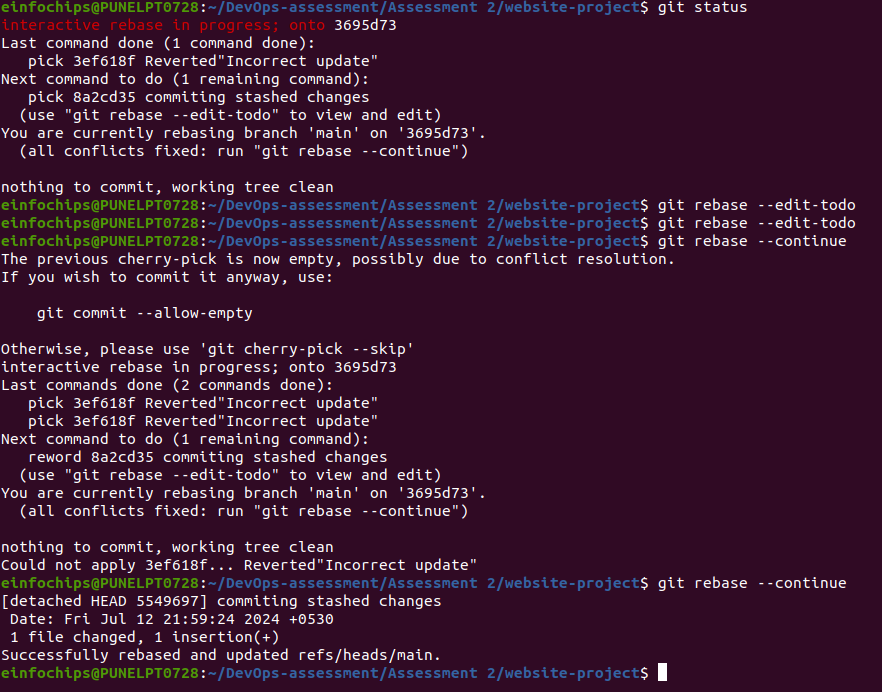 einfochips@PUNELPT0728:~/DevOps-assessment/Assessment 2/website-project$ git status
interactive rebase in progress; onto 3695d73
Last command done (1 command done):
   pick 3ef618f Reverted"Incorrect update"
Next command to do (1 remaining command):
   pick 8a2cd35 commiting stashed changes
  (use "git rebase --edit-todo" to view and edit)
You are currently rebasing branch 'main' on '3695d73'.
  (all conflicts fixed: run "git rebase --continue")

nothing to commit, working tree clean
einfochips@PUNELPT0728:~/DevOps-assessment/Assessment 2/website-project$ git rebase --edit-todo
einfochips@PUNELPT0728:~/DevOps-assessment/Assessment 2/website-project$ git rebase --edit-todo
einfochips@PUNELPT0728:~/DevOps-assessment/Assessment 2/website-project$ git rebase --continue
The previous cherry-pick is now empty, possibly due to conflict resolution.
If you wish to commit it anyway, use:

    git commit --allow-empty

Otherwise, please use 'git cherry-pick --skip'
interactive rebase in progress; onto 3695d73
Last commands done (2 commands done):
   pick 3ef618f Reverted"Incorrect update"
   pick 3ef618f Reverted"Incorrect update"
Next command to do (1 remaining command):
   reword 8a2cd35 commiting stashed changes
  (use "git rebase --edit-todo" to view and edit)
You are currently rebasing branch 'main' on '3695d73'.
  (all conflicts fixed: run "git rebase --continue")

nothing to commit, working tree clean
Could not apply 3ef618f... Reverted"Incorrect update"
einfochips@PUNELPT0728:~/DevOps-assessment/Assessment 2/website-project$ git rebase --continue
[detached HEAD 5549697] commiting stashed changes
 Date: Fri Jul 12 21:59:24 2024 +0530
 1 file changed, 1 insertion(+)
Successfully rebased and updated refs/heads/main.
einfochips@PUNELPT0728:~/DevOps-assessment/Assessment 2/website-project$